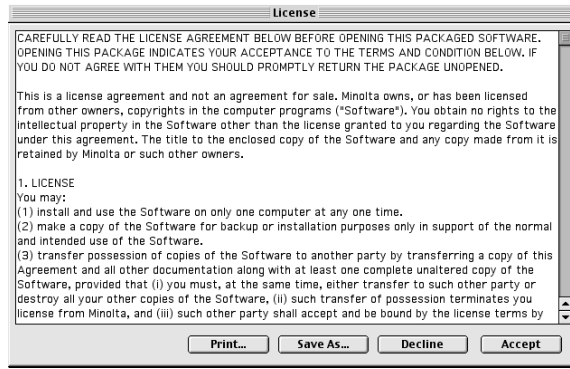 License
CAREFULLY READ THE LICENSE AGREEMENT BELOW BEFORE OPENING THIS PACKAGED SOFTWARE.
OPENING THIS PACKAGE INDICATES YOUR ACCEPTANCE TO THE TERMS AND CONDITION BELOW. IF
YOU DO NOT AGREE WITH THEM YOU SHOULD PROMPTLY RETURN THE PACKAGE UNOPENED.
This is a license agreement and not an agreement for sale. Minolta owns, or has been licensed
from other owners, copyrights in the computer programs ("Software"). You obtain no rights to the
intellectual property in the Software other than the license granted to you regarding the Software
under this agreement. The title to the enclosed copy of the Software and any copy made from it is
retained by Minolta or such other owners.
1. LICENSE
You may:
(1) install and use the Software on only one computer at any one time.
(2) make a copy of the Software for backup or installation purposes only in support of the normal
and intended use of the Software.
(3) transfer possession of copies of the Software to another party by transferring a copy of this
Agreement and all other documentation along with at least one complete unaltered copy of the
Software, provided that (i) you must, at the same time, either transfer to such other party or
destroy all your other copies of the Software, (ii) such transfer of possession terminates you
license from Minolta, and (iii) such other party shall accept and be bound by the license terms by
Print... Save As... Decline Accept